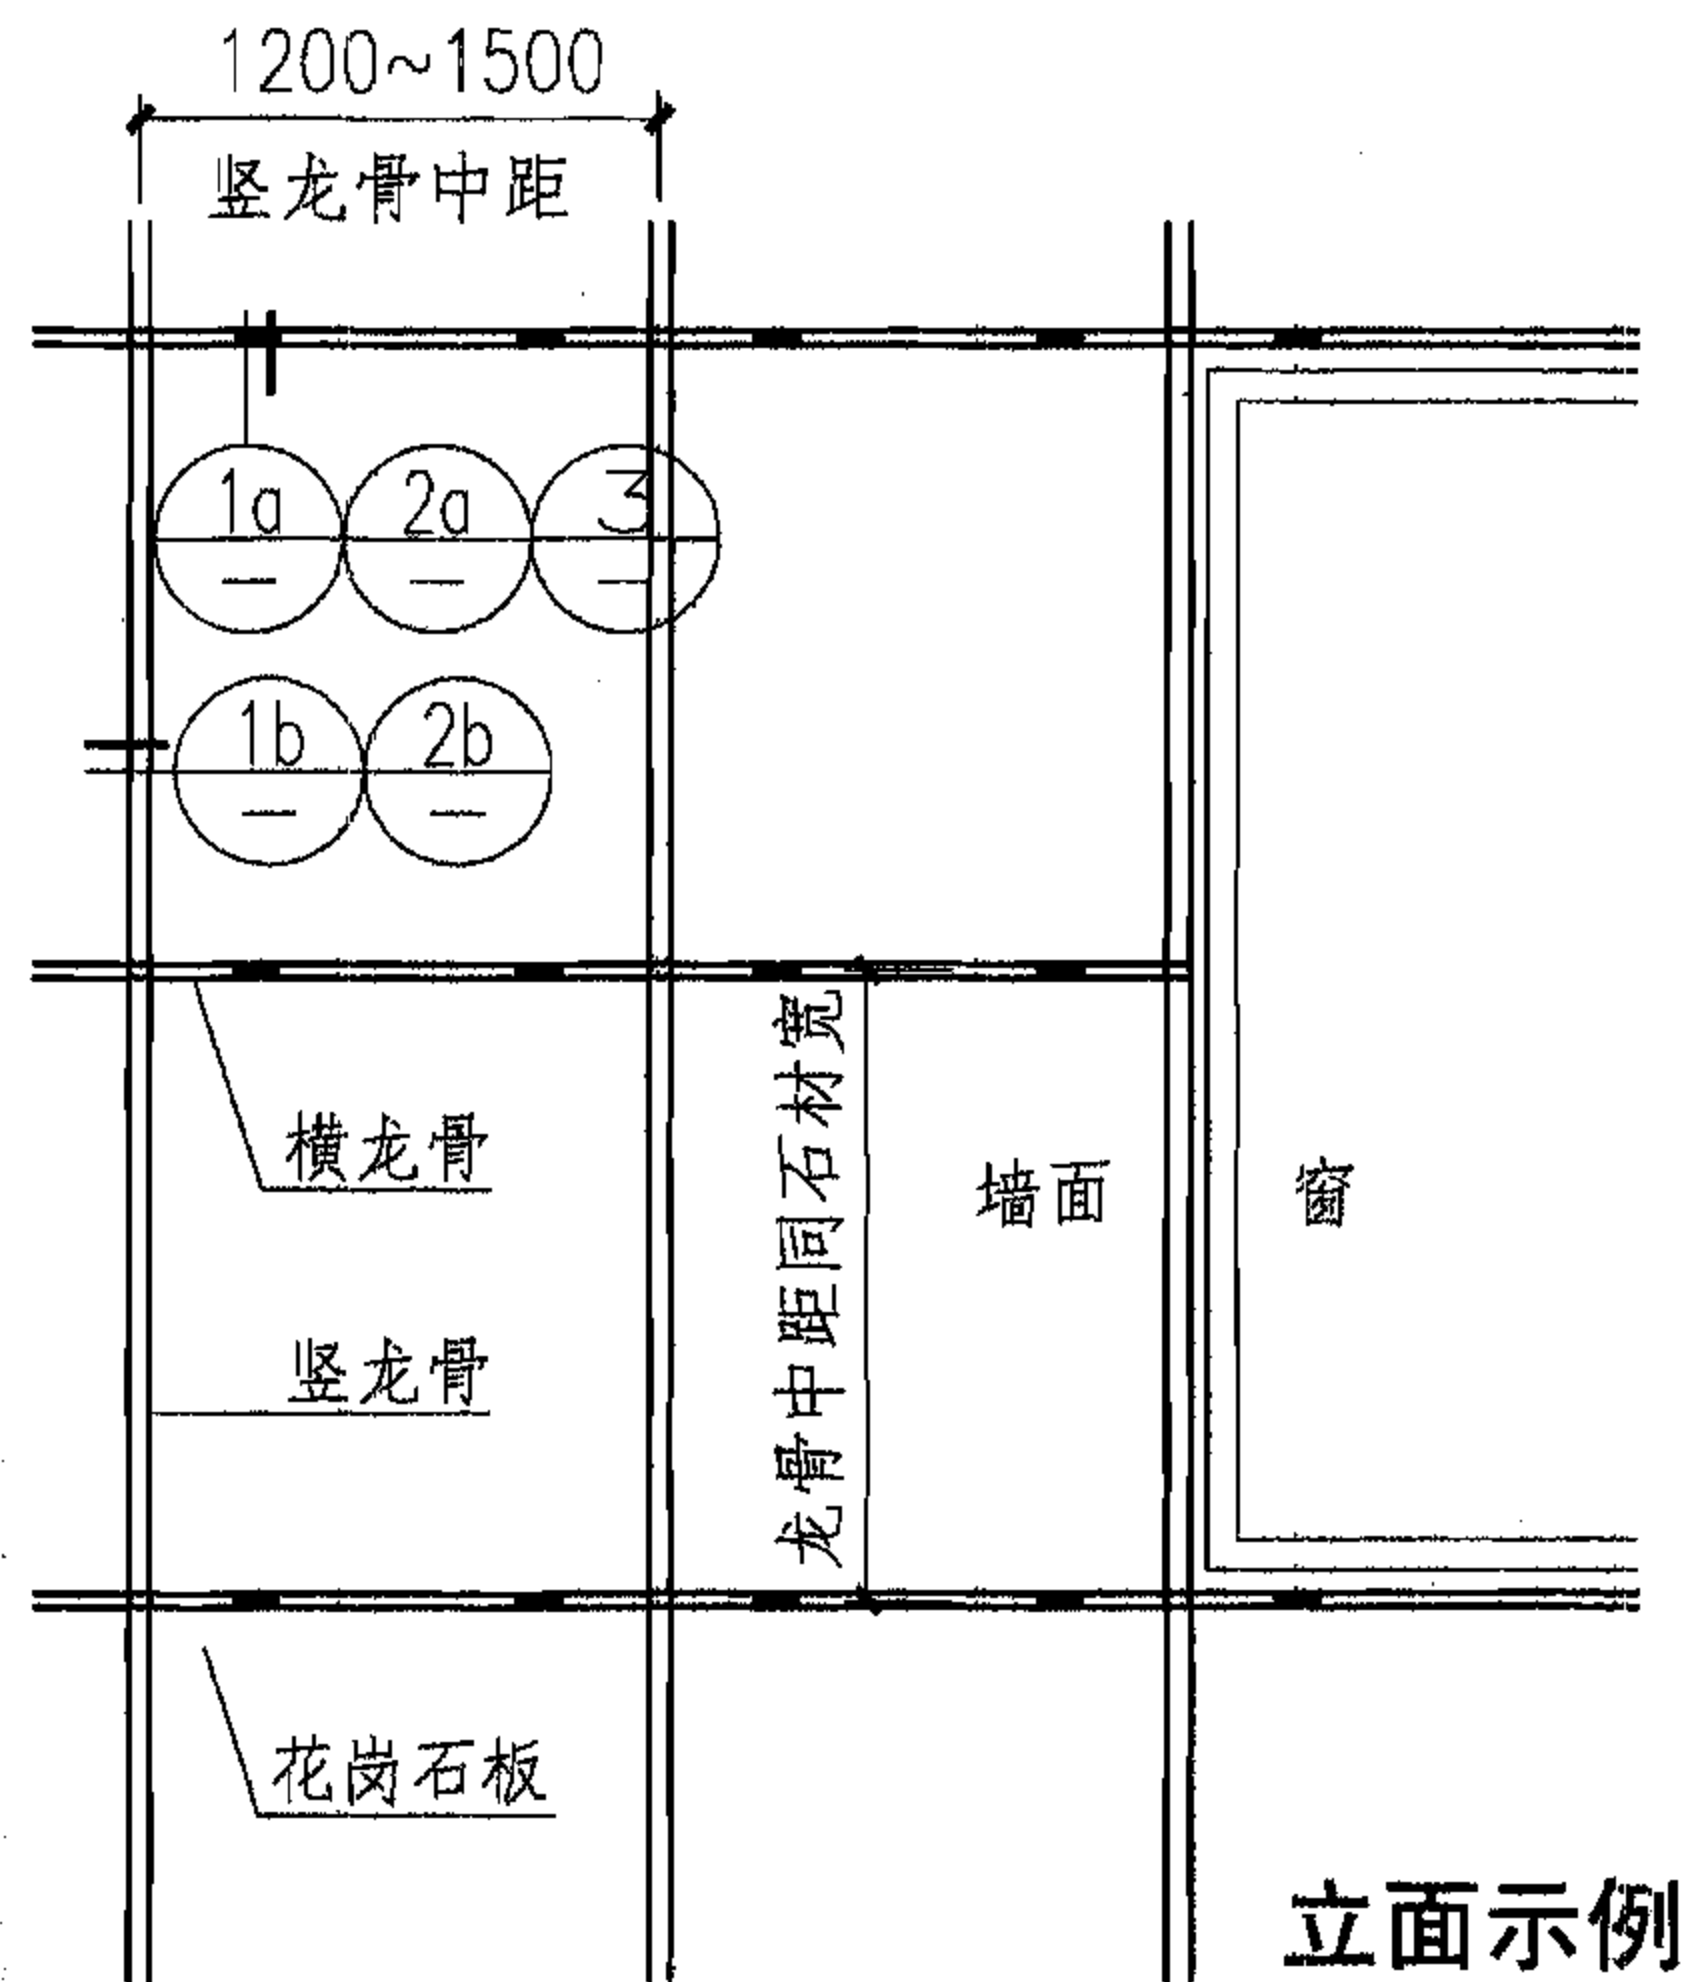 1200~1500
竖龙骨中距
1a 2a 3
— — —
1b 2b
— —
横龙骨
龙骨中距同石材宽
墙面
窗
竖龙骨
花岗石板
立面示例